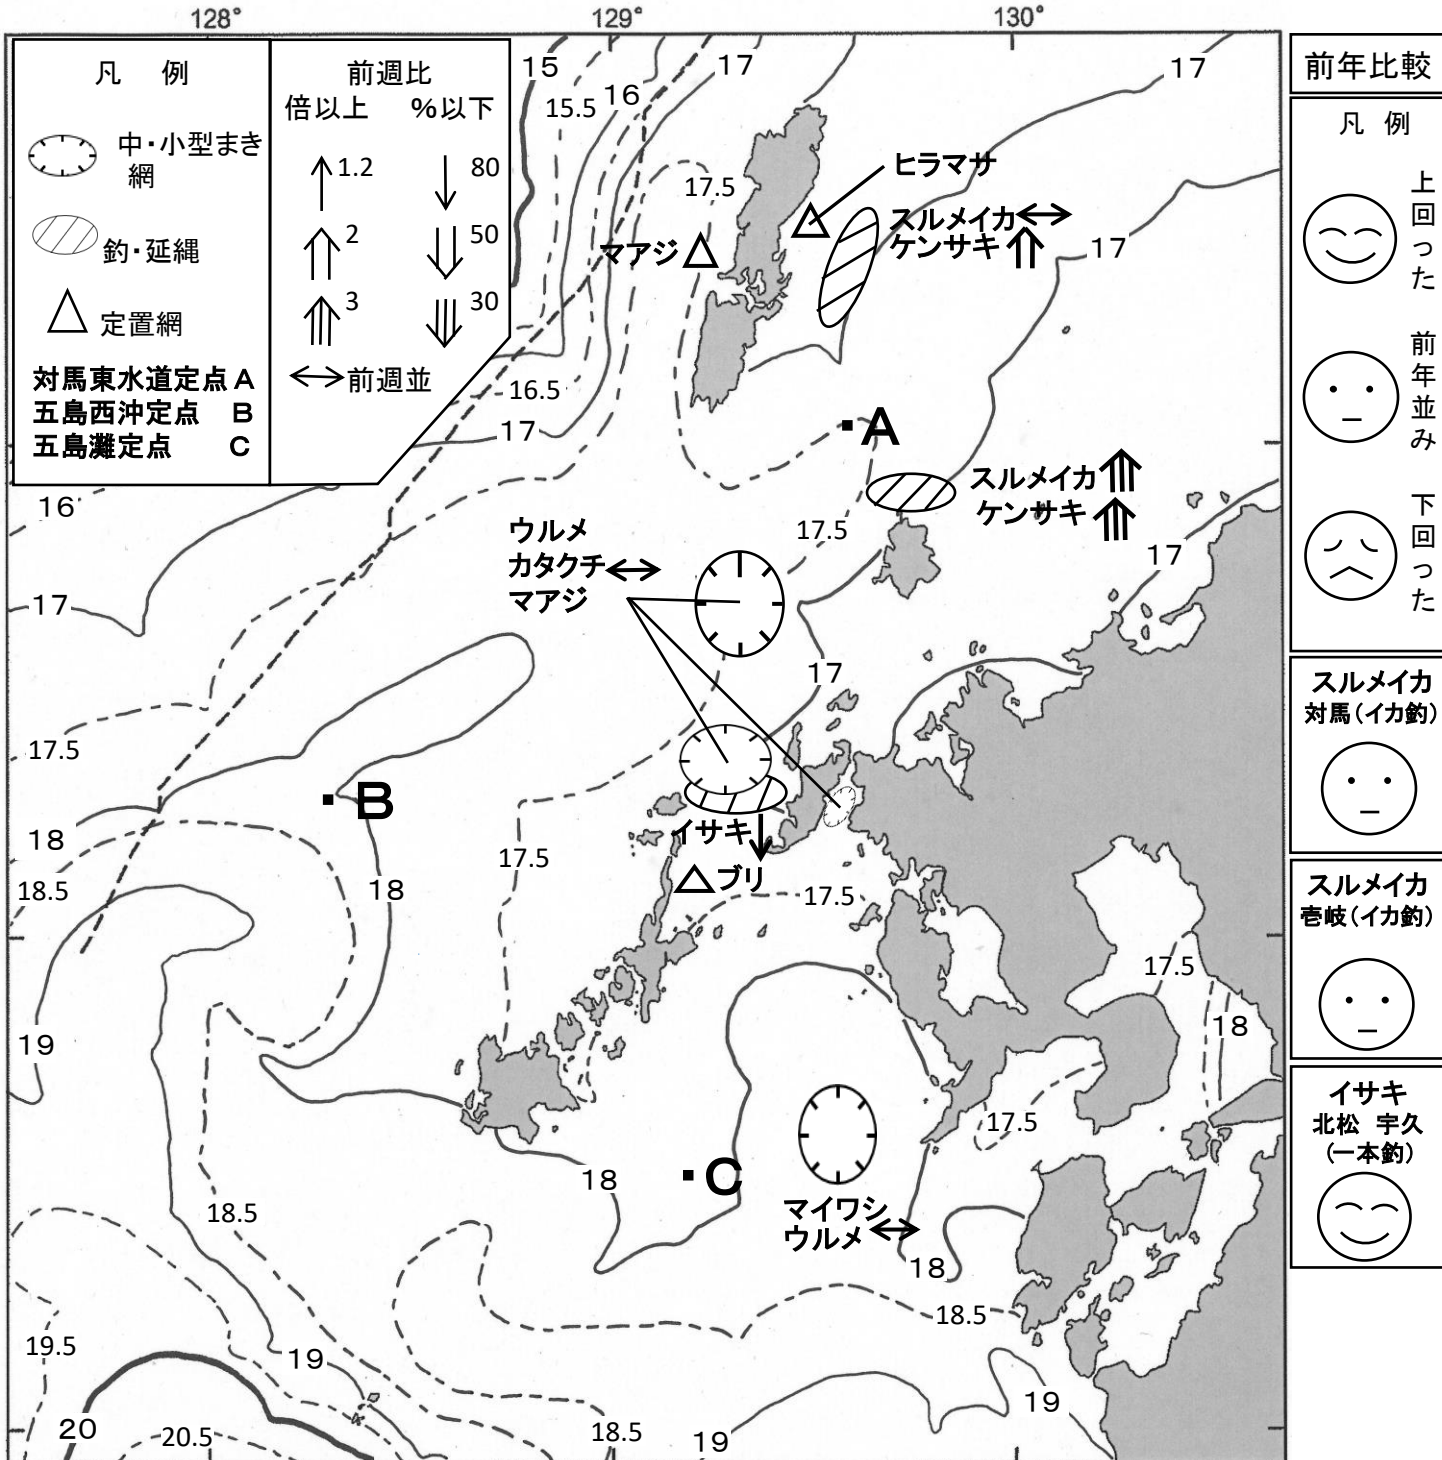 128°
129°
130°
凡　例
中・小型まき
網
釣・延縄
定置網
対馬東水道定点 A
五島西沖定点 B
五島灘定点 C
前週比
倍以上 %以下
1.2 80
2 50
3 30
前週並
15
15.5
16
17
17
17.5
ヒラマサ
スルメイカ
ケンサキ
マアジ
17
16.5
17
A
スルメイカ
ケンサキ
16
17.5
17
ウルメ
カタクチ
マアジ
17
17
17.5
B
18
18.5
18
17.5
イサキ
ブリ
17.5
17.5
18
19
17.5
18
C
18.5
マイワシ
ウルメ
18
18.5
19.5
19
19
20
20.5
18.5
19
前年比較
凡 例
上回った
前年並み
下回った
スルメイカ
対馬(イカ釣)
スルメイカ
壱岐(イカ釣)
イサキ
北松 宇久
(一本釣)